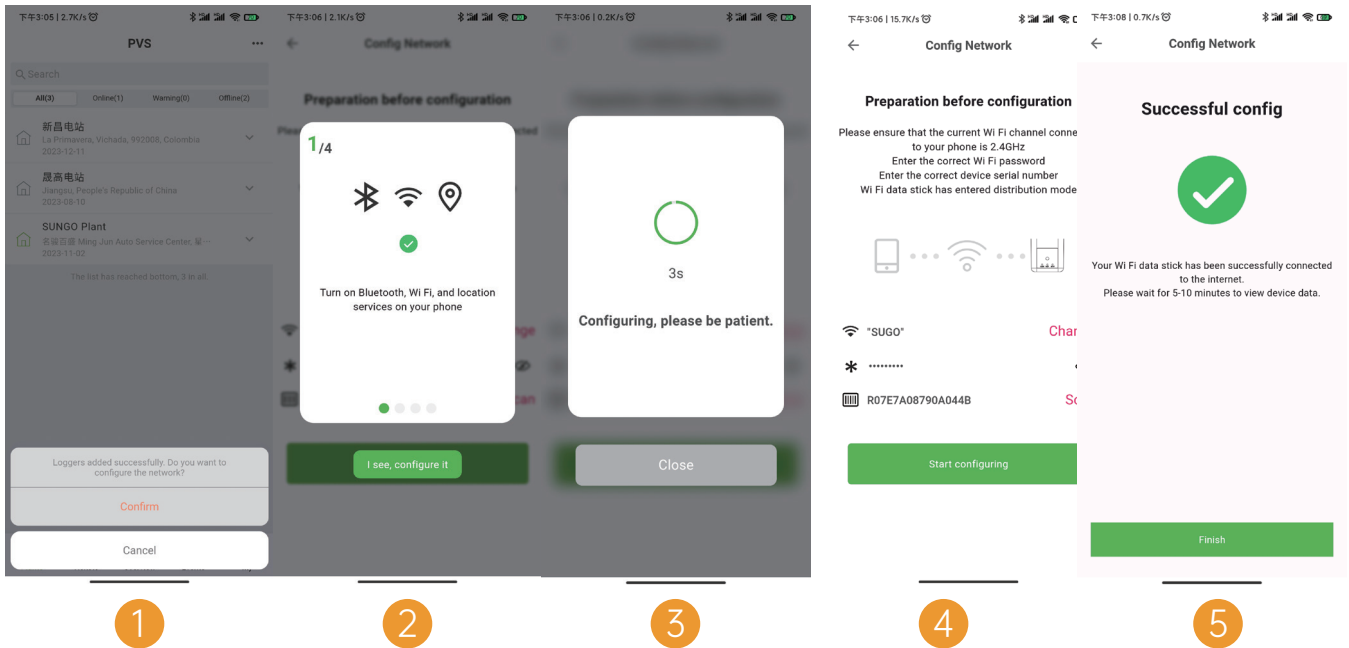 下午3:05 | 2.7K/s
PVS
Search
All(3)
Online(1)
Warning(0)
Offline(2)
新昌电站
La Primavera, Vichada, 992008, Colombia
2023-12-11
晟高电站
Jiangsu, People's Republic of China
2023-08-10
SUNGO Plant
2023-11-02
The list has reached bottom, 3 in all.
Loggers added successfully. Do you want to
configure the network?
Confirm
Cancel
1
下午3:06 | 2.1K/s
Config Network
Preparation before configuration
1/4
Turn on Bluetooth, Wi Fi, and location
services on your phone
I see, configure it
2
下午3:06 | 0.2K/s
3s
Configuring, please be patient.
Close
3
下午3:06 | 15.7K/s
Config Network
Preparation before configuration
Please ensure that the current Wi Fi channel conne
to your phone is 2.4GHz
Enter the correct Wi Fi password
Enter the correct device serial number
Wi Fi data stick has entered distribution mode
"SUGO"
Char
•••••••••
R07E7A08790A044B
Sc
Start configuring
4
下午3:08 | 0.7K/s
Config Network
Successful config
Your Wi Fi data stick has been successfully connected
to the internet.
Please wait for 5-10 minutes to view device data.
Finish
5